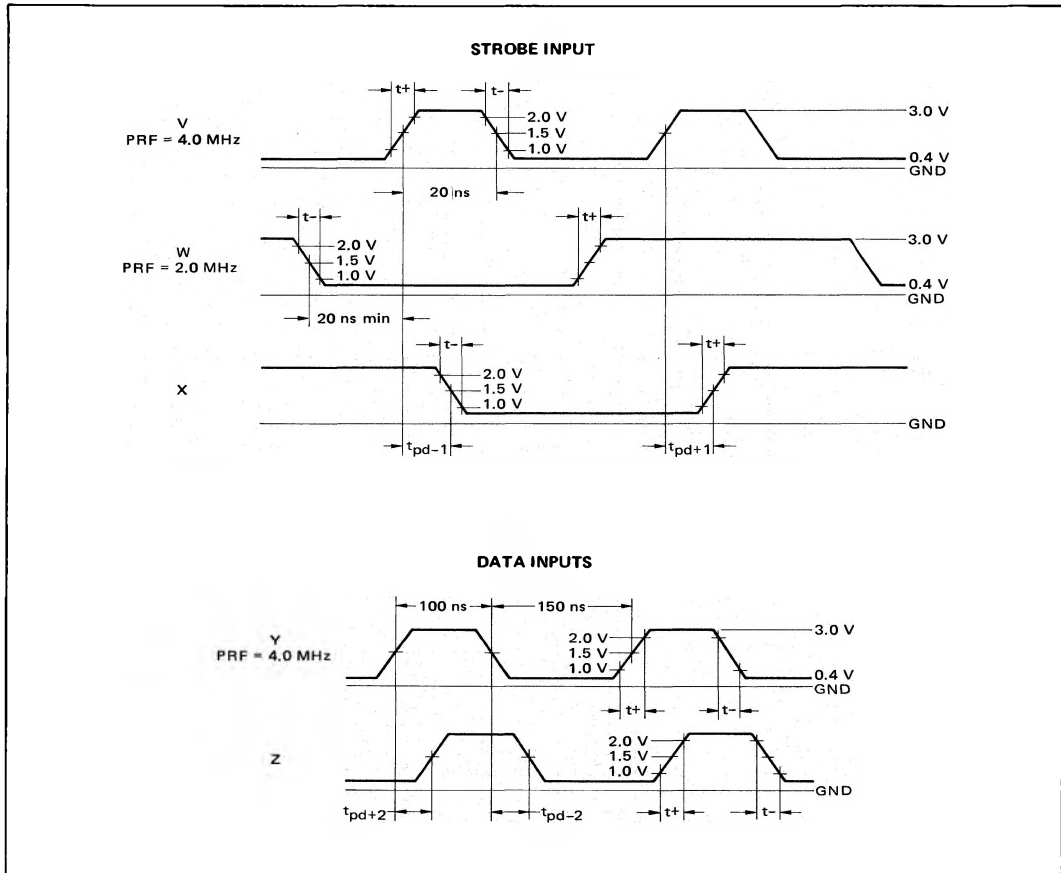 STROBE INPUT
t+ t-
V
PRF = 4.0 MHz
2.0 V
1.5 V
1.0 V
3.0 V
0.4 V
GND
20 ns
t- t+
W
PRF = 2.0 MHz
2.0 V
1.5 V
1.0 V
3.0 V
0.4 V
GND
20 ns min
t- t+
X
2.0 V
1.5 V
1.0 V
GND
tpd-1 tpd+1
DATA INPUTS
100 ns 150 ns
Y
PRF = 4.0 MHz
2.0 V
1.5 V
1.0 V
3.0 V
0.4 V
GND
t+ t-
Z
2.0 V
1.5 V
1.0 V
GND
tpd+2 tpd-2 t+ t-